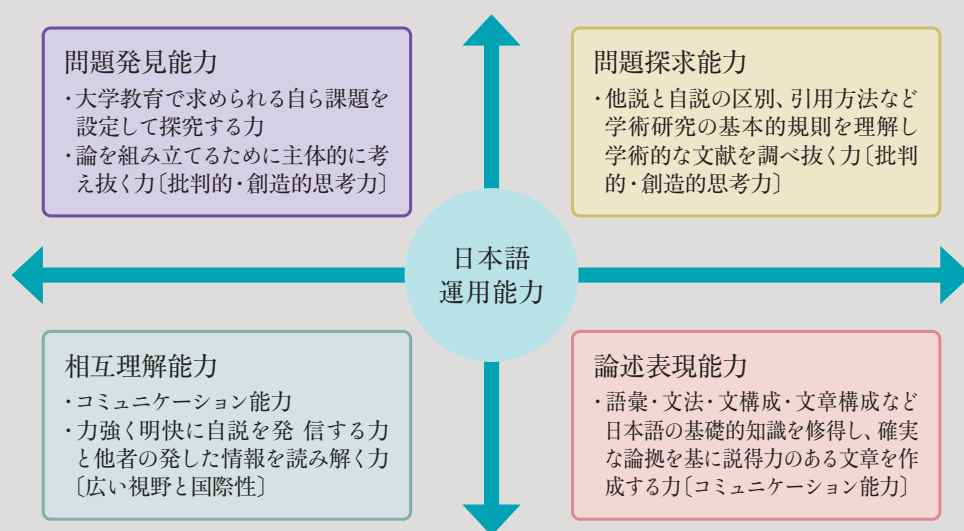 問題発見能力
・大学教育で求められる自ら課題を
設定して探究する力
・論を組み立てるために主体的に考
え抜く力〔批判的・創造的思考力〕
問題探求能力
・他説と自説の区別、引用方法など
学術研究の基本的規則を理解し
学術的な文献を調べ抜く力〔批判
的・創造的思考力〕
日本語
運用能力
相互理解能力
・コミュニケーション能力
・力強く明快に自説を発 信する力
と他者の発した情報を読み解く力
〔広い視野と国際性〕
論述表現能力
・語彙・文法・文構成・文章構成など
日本語の基礎的知識を修得し、確実
な論拠を基に説得力のある文章を作
成する力〔コミュニケーション能力〕